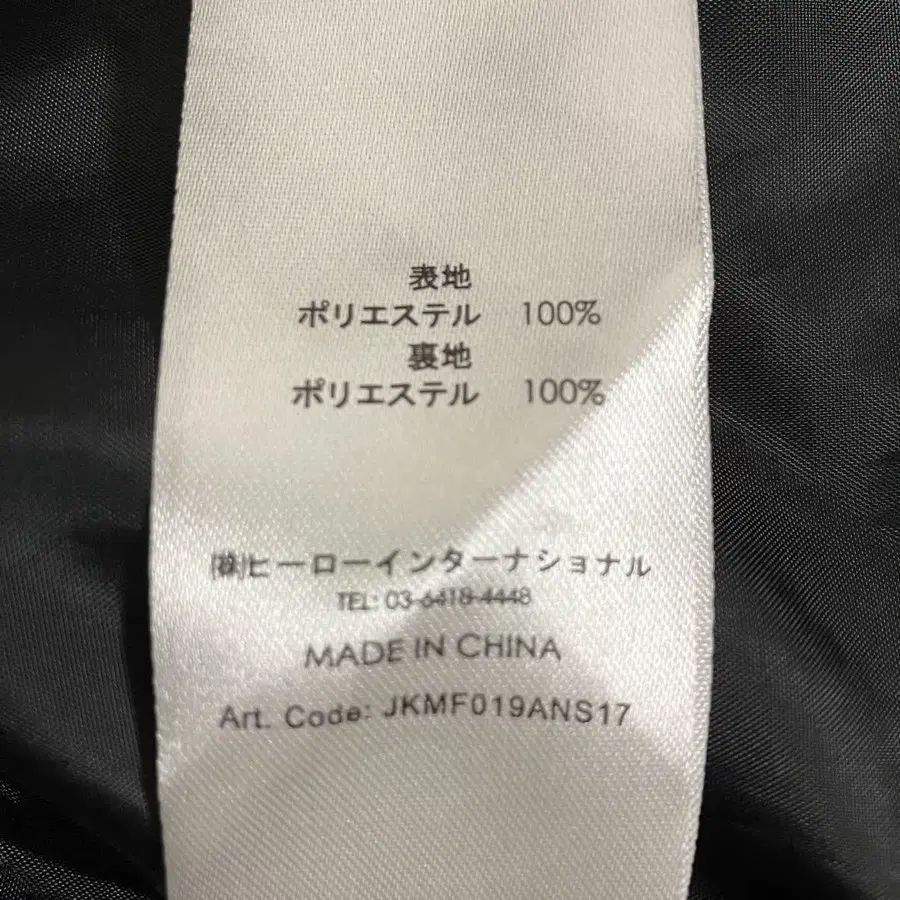 表地
ポリエステル 100%
裏地
ポリエステル 100%
㈱ヒーローインターナショナル
TEL: 03-6418-4448
MADE IN CHINA
Art. Code: JKMF019ANS17